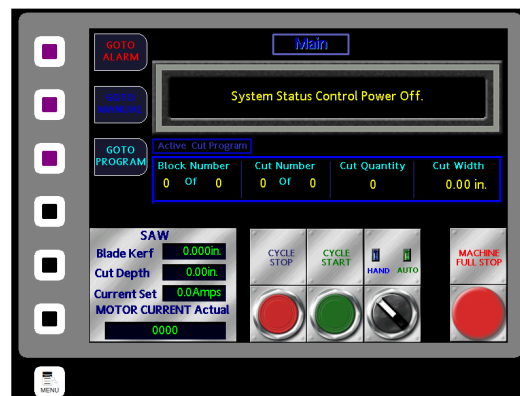 Main
GOTO
ALARM
GOTO
MANUAL
GOTO
PROGRAM
System Status Control Power Off.
Active Cut Program
Block Number Cut Number Cut Quantity Cut Width
0 Of 0 0 Of 0 0 0.00 in.
SAW
Blade Kerf 0.000in.
Cut Depth 0.00in.
Current Set 0.0Amps
MOTOR CURRENT Actual
0000
CYCLE
STOP
CYCLE
START
HAND AUTO
MACHINE
FULL STOP
MENU